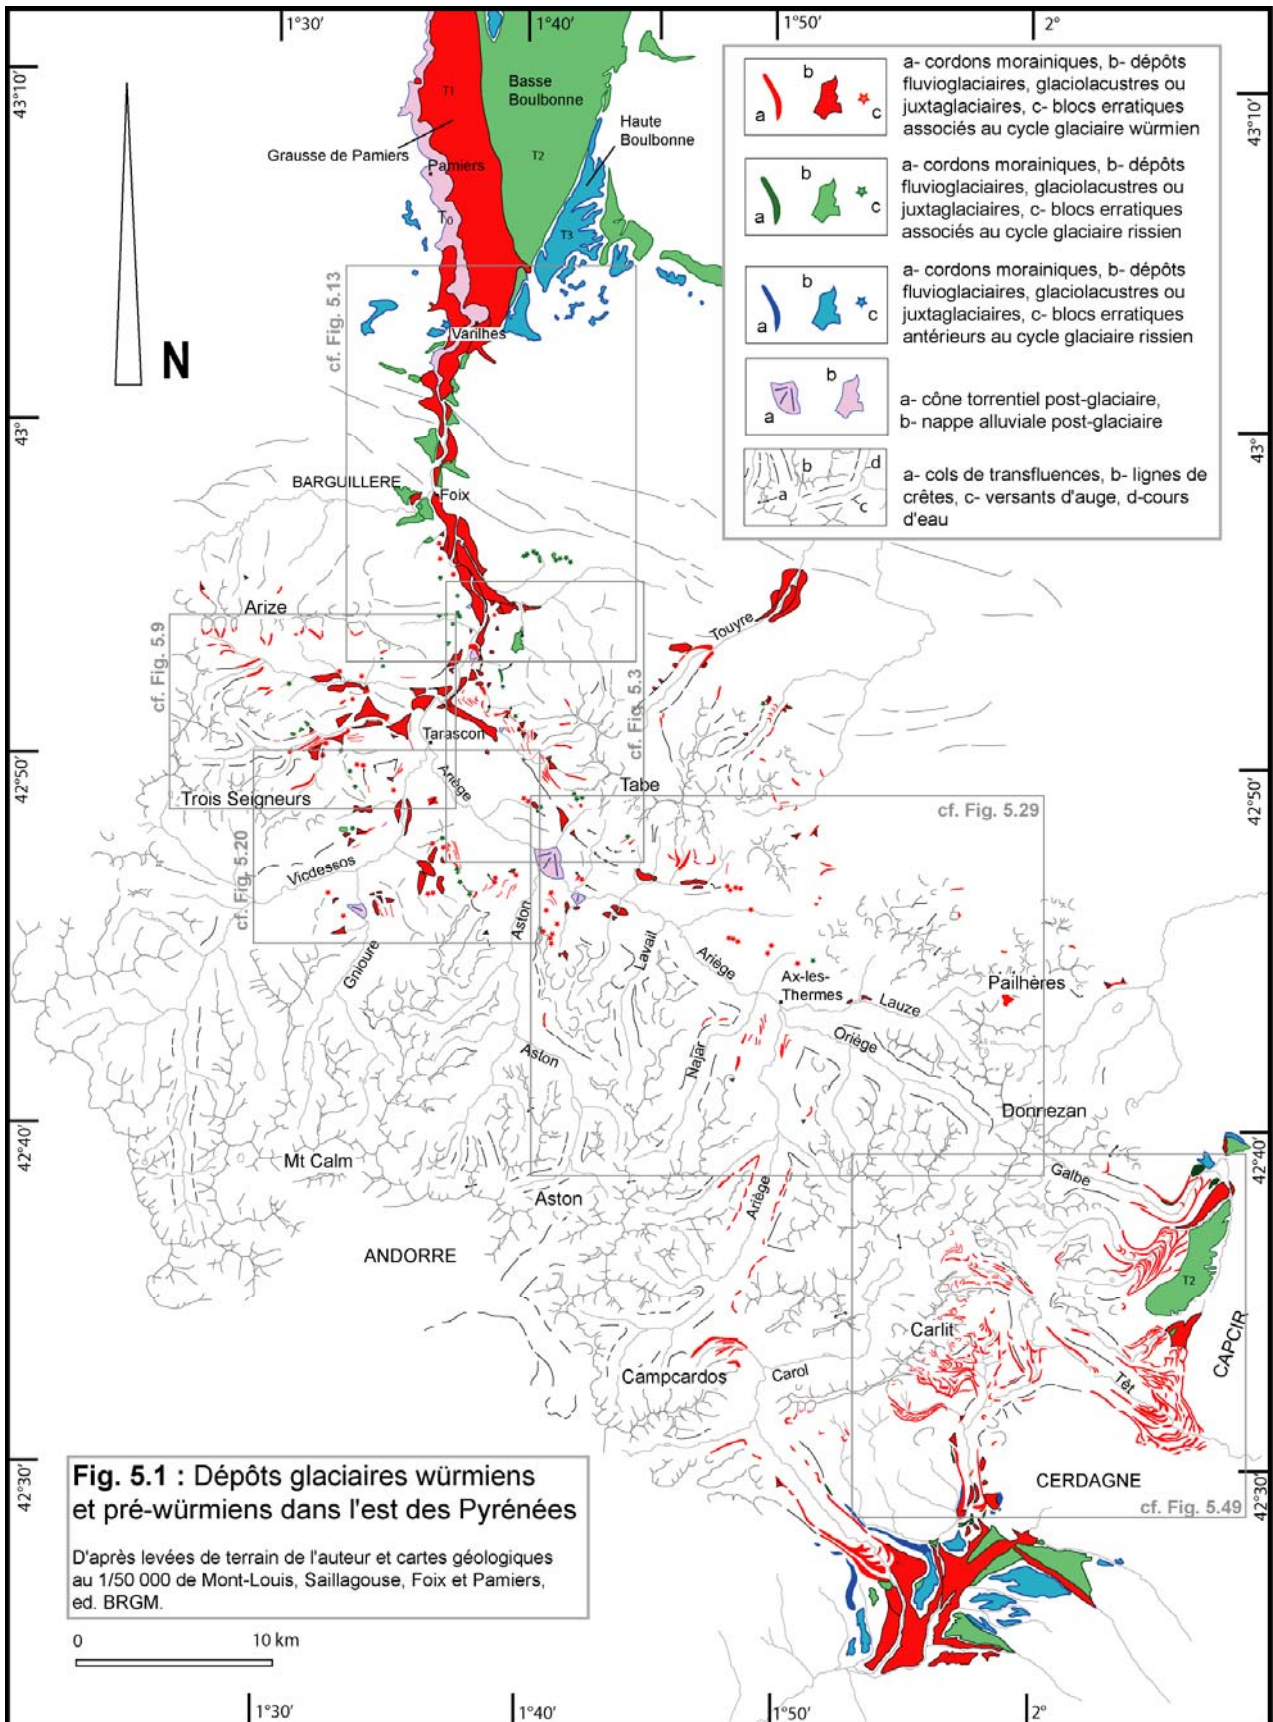 1°30'
1°40'
1°50'
2°
43°10'
43°10'
43°
43°
42°50'
42°50'
42°40'
42°40'
42°30'
42°30'
1°30'
1°40'
1°50'
2°
N
T1
Basse
Boulbonne
Haute
Boulbonne
T2
Grausse de Pamiers
Pamiers
T0
T3
cf. Fig. 5.13
Varilhes
BARGUILLERE
Foix
Arize
Touyre
cf. Fig. 5.9
cf. Fig. 5.3
Tarascon
Ariège
Tabe
Trois Seigneurs
cf. Fig. 5.29
cf. Fig. 5.20
Vicdessos
Aston
Gnioure
Lavail
Ariège
Ax-les-
Thermes
Lauze
Pailhères
Oriège
Aston
Najar
Donnezan
Mt Calm
Aston
Ariège
Galbe
ANDORRE
T2
Carlit
CAPCIR
Campcardos
Carol
Têt
CERDAGNE
cf. Fig. 5.49
a
b
c
a- cordons morainiques, b- dépôts
fluvioglaciaires, glaciolacustres ou
juxtaglaciaires, c- blocs erratiques
associés au cycle glaciaire würmien
a
b
c
a- cordons morainiques, b- dépôts
fluvioglaciaires, glaciolacustres ou
juxtaglaciaires, c- blocs erratiques
associés au cycle glaciaire rissien
a
b
c
a- cordons morainiques, b- dépôts
fluvioglaciaires, glaciolacustres ou
juxtaglaciaires, c- blocs erratiques
antérieurs au cycle glaciaire rissien
a
b
a- cône torrentiel post-glaciaire,
b- nappe alluviale post-glaciaire
a
b
c
d
a- cols de transfluences, b- lignes de
crêtes, c- versants d'auge, d-cours
d'eau
Fig. 5.1 : Dépôts glaciaires würmiens
et pré-würmiens dans l'est des Pyrénées
D'après levées de terrain de l'auteur et cartes géologiques
au 1/50 000 de Mont-Louis, Saillagouse, Foix et Pamiers,
ed. BRGM.
0
10 km